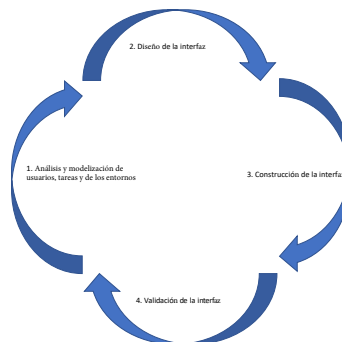 2. Diseño de la interfaz
1. Análisis y modelización de
usuarios, tareas y de los entornos
3. Construcción de la interfaz
4. Validación de la interfaz